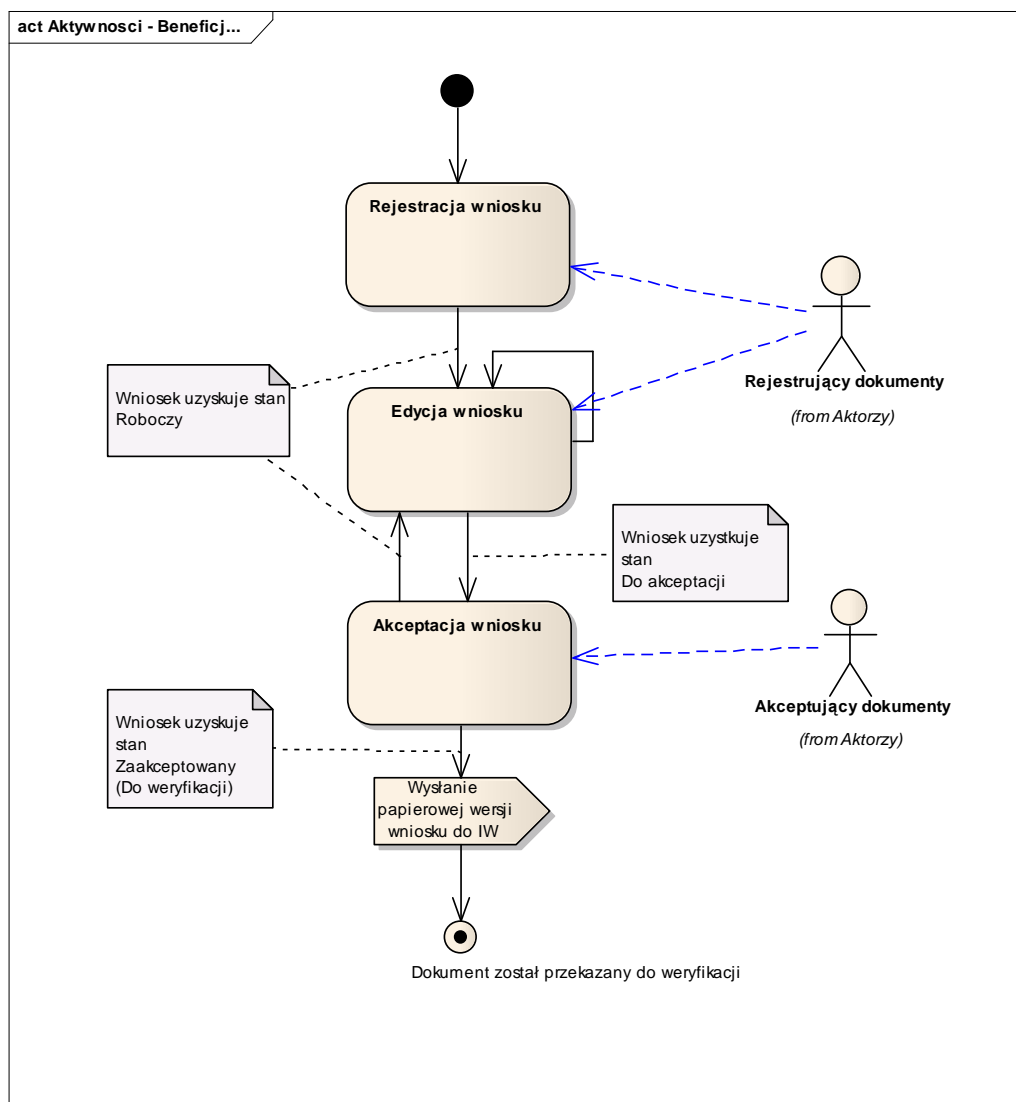 act Aktywnosci - Beneficj...
Rejestracja wniosku
Rejestrujący dokumenty
(from Aktorzy)
Wniosek uzyskuje stan
Roboczy
Edycja wniosku
Wniosek uzystkuje
stan
Do akceptacji
Akceptacja wniosku
Akceptujący dokumenty
(from Aktorzy)
Wniosek uzyskuje
stan
Zaakceptowany
(Do weryfikacji)
Wysłanie
papierowej wersji
wniosku do IW
Dokument został przekazany do weryfikacji